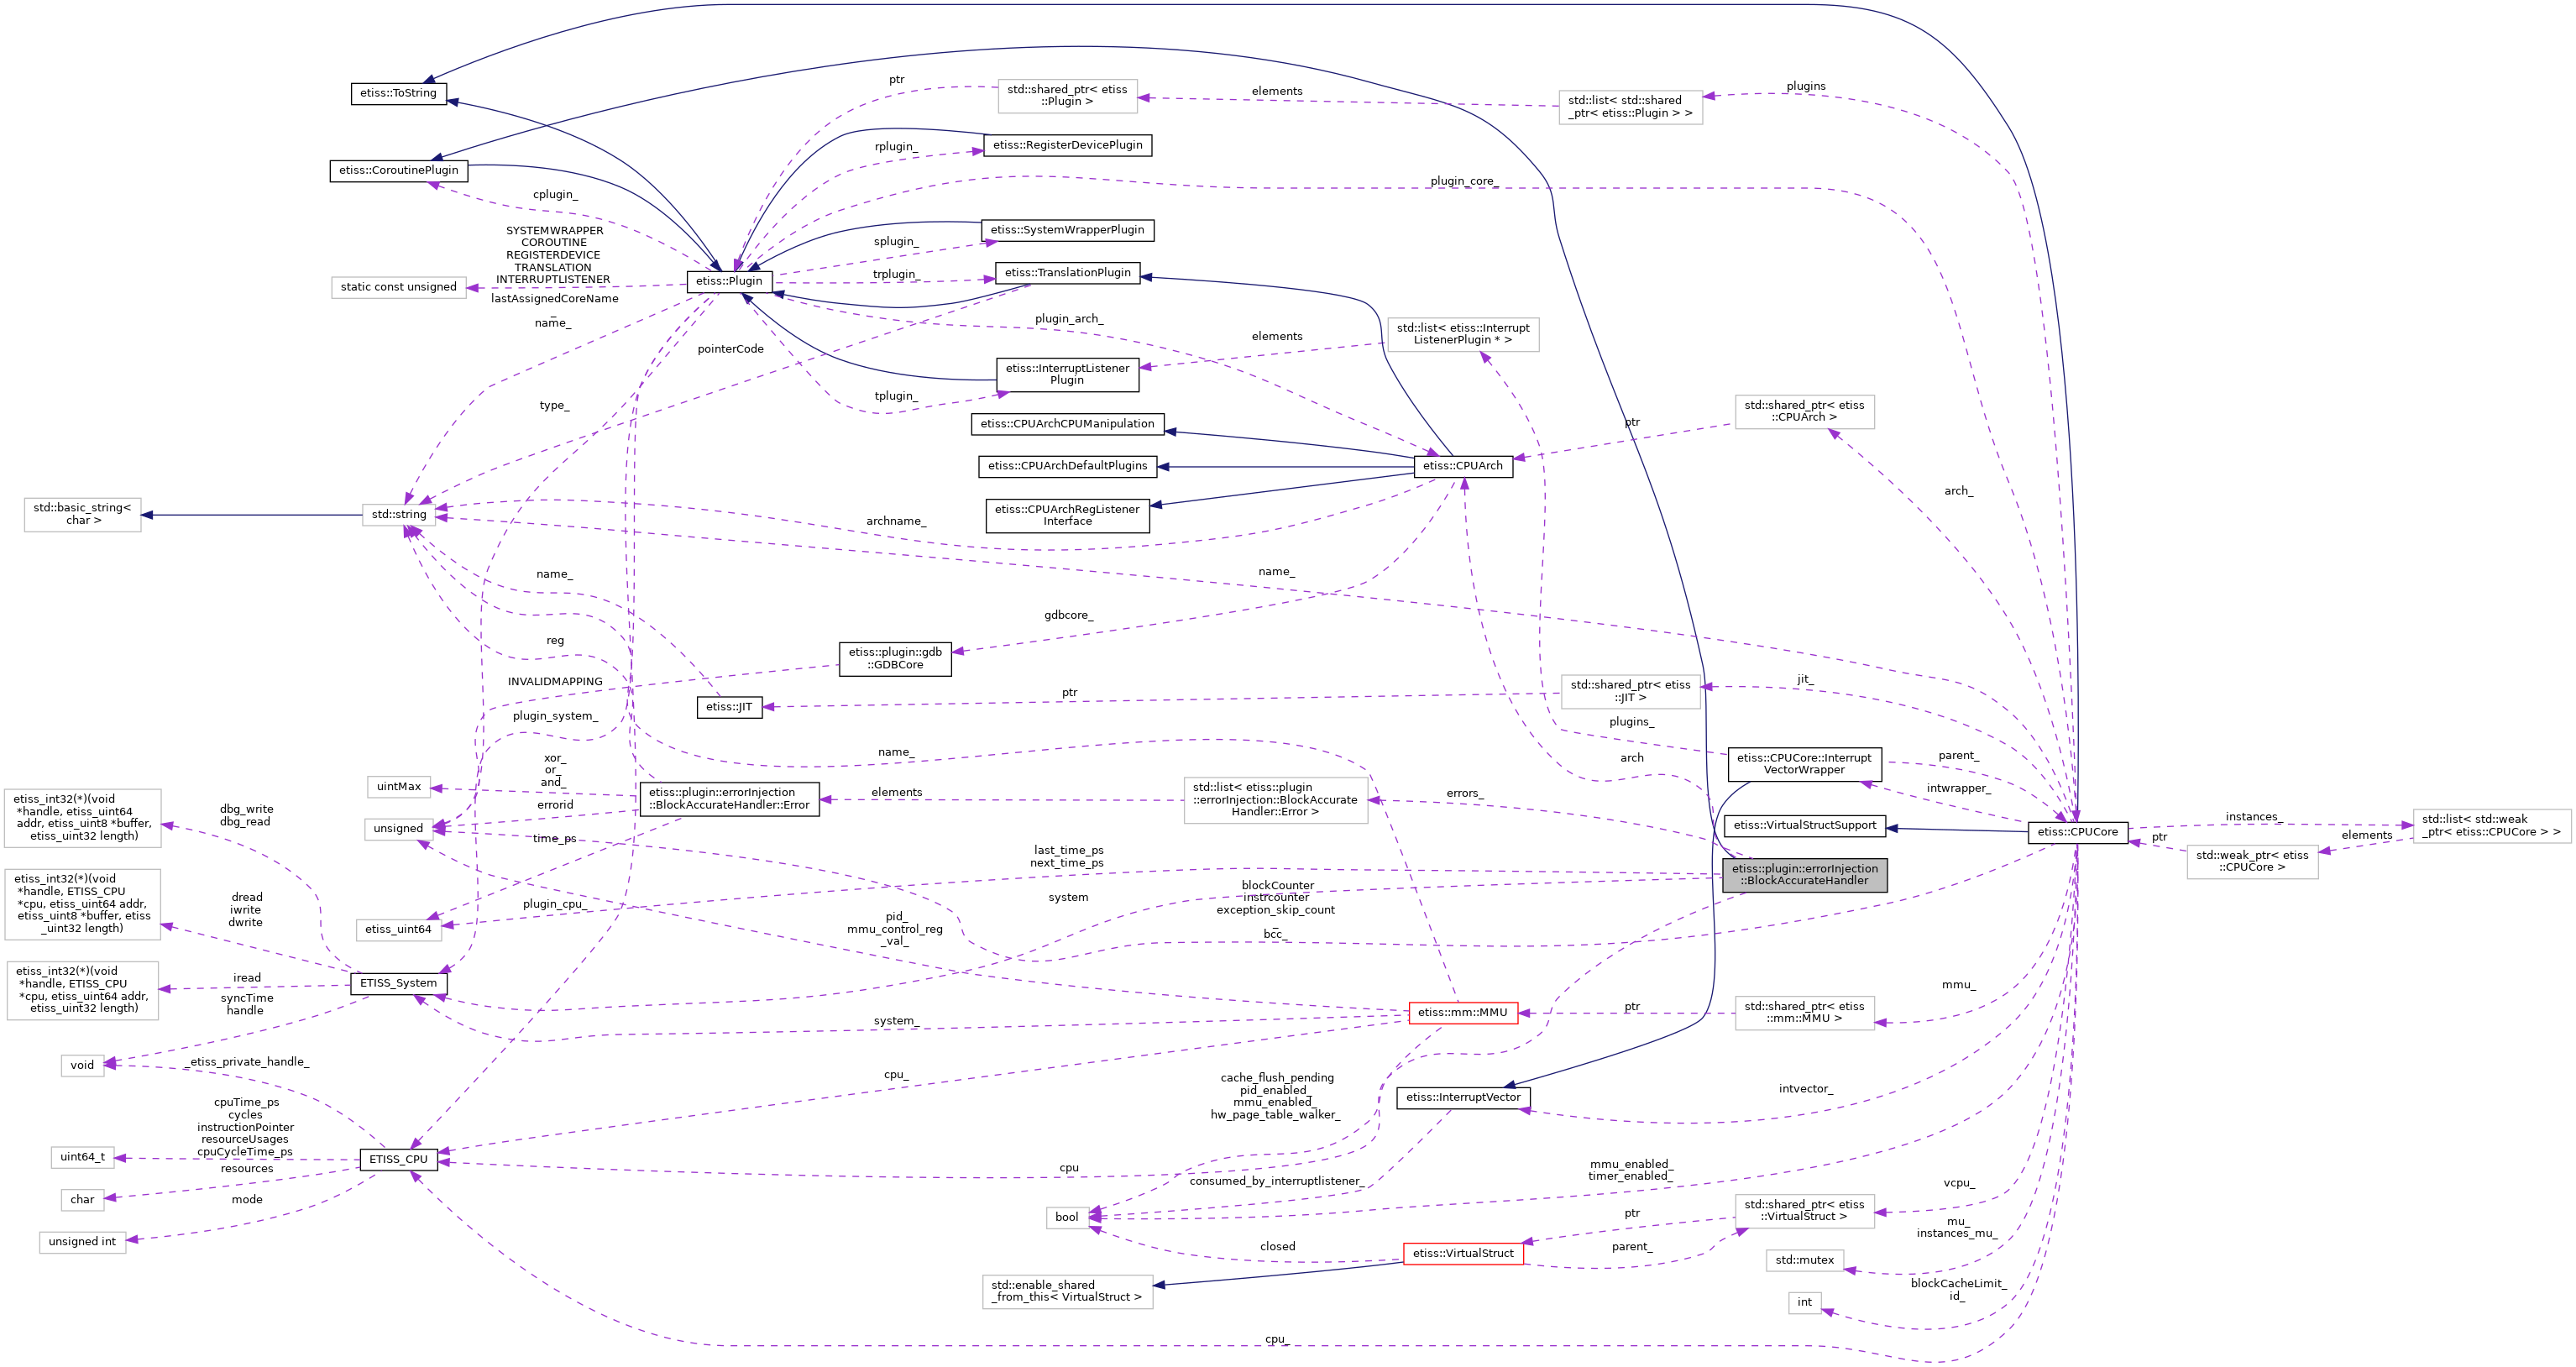 etiss::ToString
ptr
std::shared_ptr< etiss
::Plugin >
elements
std::list< std::shared
_ptr< etiss::Plugin > >
plugins
etiss::CoroutinePlugin
rplugin_
etiss::RegisterDevicePlugin
cplugin_
plugin_core_
SYSTEMWRAPPER
COROUTINE
REGISTERDEVICE
TRANSLATION
INTERRUPTLISTENER
splugin_
etiss::SystemWrapperPlugin
static const unsigned
etiss::Plugin
trplugin_
etiss::TranslationPlugin
lastAssignedCoreName
_
name_
plugin_arch_
elements
std::list< etiss::Interrupt
ListenerPlugin * >
pointerCode
etiss::InterruptListener
Plugin
type_
tplugin_
etiss::CPUArchCPUManipulation
ptr
std::shared_ptr< etiss
::CPUArch >
etiss::CPUArchDefaultPlugins
etiss::CPUArch
arch_
std::basic_string<
char >
std::string
archname_
etiss::CPUArchRegListener
Interface
name_
name_
reg
gdbcore_
etiss::plugin::gdb
::GDBCore
INVALIDMAPPING
etiss::JIT
ptr
std::shared_ptr< etiss
::JIT >
jit_
plugin_system_
plugins_
name_
xor_
or_
and_
arch
etiss::CPUCore::Interrupt
VectorWrapper
parent_
uintMax
etiss::plugin::errorInjection
::BlockAccurateHandler::Error
elements
std::list< etiss::plugin
::errorInjection::BlockAccurate
Handler::Error >
errors_
intwrapper_
etiss_int32(*)(void
*handle, etiss_uint64
addr, etiss_uint8 *buffer,
etiss_uint32 length)
dbg_write
dbg_read
errorid
unsigned
time_ps
etiss::VirtualStructSupport
etiss::CPUCore
instances_
std::list< std::weak
_ptr< etiss::CPUCore > >
ptr
elements
std::weak_ptr< etiss
::CPUCore >
last_time_ps
next_time_ps
etiss::plugin::errorInjection
::BlockAccurateHandler
etiss_int32(*)(void
*handle, ETISS_CPU
*cpu, etiss_uint64 addr,
etiss_uint8 *buffer, etiss
_uint32 length)
dread
iwrite
dwrite
plugin_cpu_
etiss_uint64
system
blockCounter
instrcounter
exception_skip_count
_
bcc_
pid_
mmu_control_reg
_val_
etiss_int32(*)(void
*handle, ETISS_CPU
*cpu, etiss_uint64 addr,
etiss_uint32 length)
iread
ETISS_System
mmu_
syncTime
handle
system_
etiss::mm::MMU
ptr
std::shared_ptr< etiss
::mm::MMU >
void
_etiss_private_handle_
cpu_
cache_flush_pending
pid_enabled_
mmu_enabled_
hw_page_table_walker_
etiss::InterruptVector
intvector_
cpuTime_ps
cycles
instructionPointer
resourceUsages
cpuCycleTime_ps
uint64_t
ETISS_CPU
cpu
consumed_by_interruptlistener_
mmu_enabled_
timer_enabled_
vcpu_
resources
char
mode
unsigned int
bool
ptr
std::shared_ptr< etiss
::VirtualStruct >
closed
etiss::VirtualStruct
parent_
mu_
instances_mu_
std::mutex
std::enable_shared
_from_this< VirtualStruct >
blockCacheLimit_
id_
int
cpu_